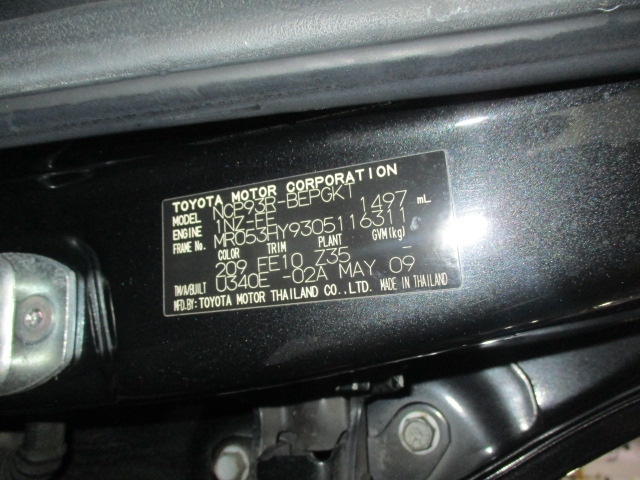 TOYOTA MOTOR CORPORATION
MODEL NCP93R-BEPGKT
ENGINE 1NZ-FE 1497 mL
FRAME No. MR053HY9305116311
COLOR TRIM PLANT GVM(kg)
209 FE10 Z35 –
T/M/A/BUILT U340E -02A MAY 09
MFD.BY:TOYOTA MOTOR THAILAND CO.,LTD. MADE IN THAILAND